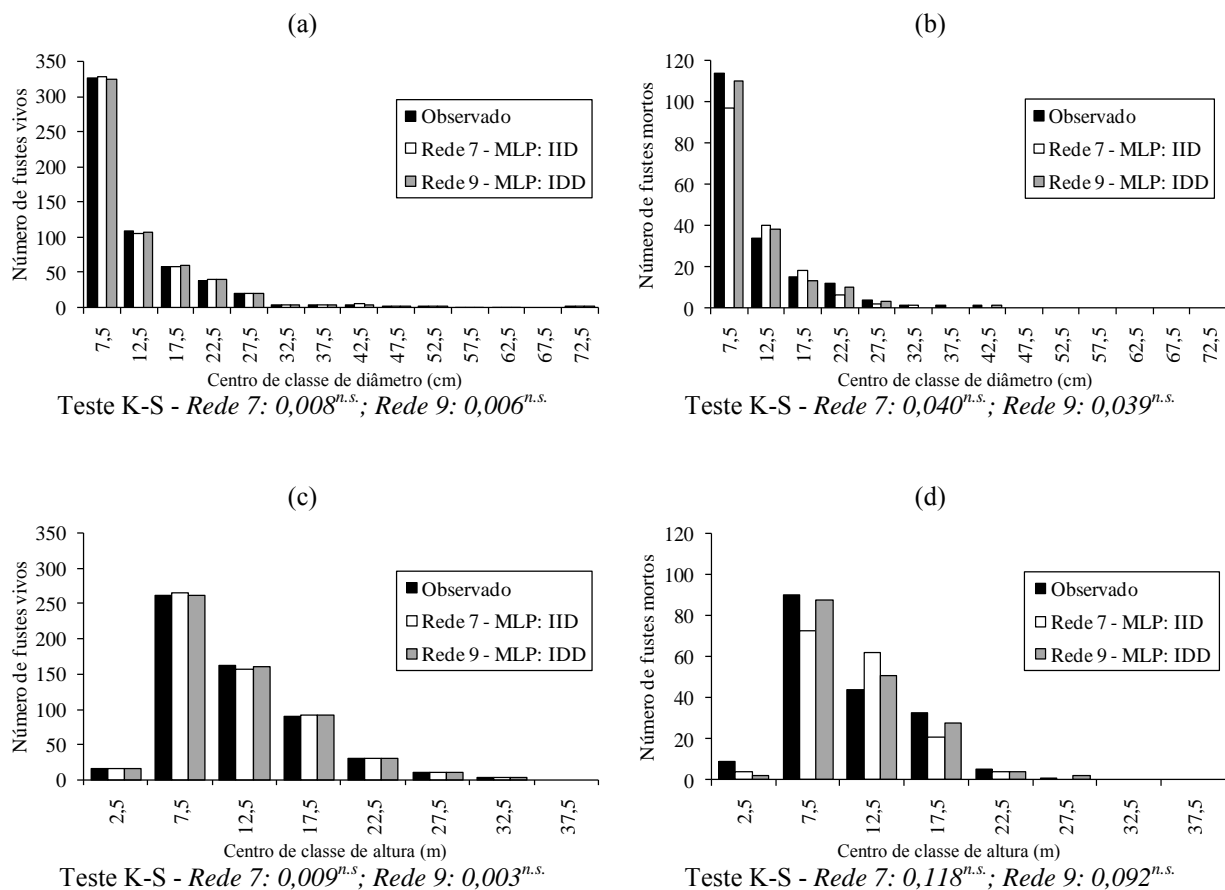 (a)
350
300
250
200
150
100
50
0
Número de fustes vivos
Observado
Rede 7 - MLP: IID
Rede 9 - MLP: IDD
7,5
12,5
17,5
22,5
27,5
32,5
37,5
42,5
47,5
52,5
57,5
62,5
67,5
72,5
Centro de classe de diâmetro (cm)
Teste K-S - Rede 7: 0,008n.s.; Rede 9: 0,006n.s.
(b)
120
100
80
60
40
20
0
Número de fustes mortos
Observado
Rede 7 - MLP: IID
Rede 9 - MLP: IDD
7,5
12,5
17,5
22,5
27,5
32,5
37,5
42,5
47,5
52,5
57,5
62,5
67,5
72,5
Centro de classe de diâmetro (cm)
Teste K-S - Rede 7: 0,040n.s.; Rede 9: 0,039n.s.
(c)
350
300
250
200
150
100
50
0
Número de fustes vivos
Observado
Rede 7 - MLP: IID
Rede 9 - MLP: IDD
2,5
7,5
12,5
17,5
22,5
27,5
32,5
37,5
Centro de classe de altura (m)
Teste K-S - Rede 7: 0,009n.s; Rede 9: 0,003n.s.
(d)
120
100
80
60
40
20
0
Número de fustes mortos
Observado
Rede 7 - MLP: IID
Rede 9 - MLP: IDD
2,5
7,5
12,5
17,5
22,5
27,5
32,5
37,5
Centro de classe de altura (m)
Teste K-S - Rede 7: 0,118n.s.; Rede 9: 0,092n.s.